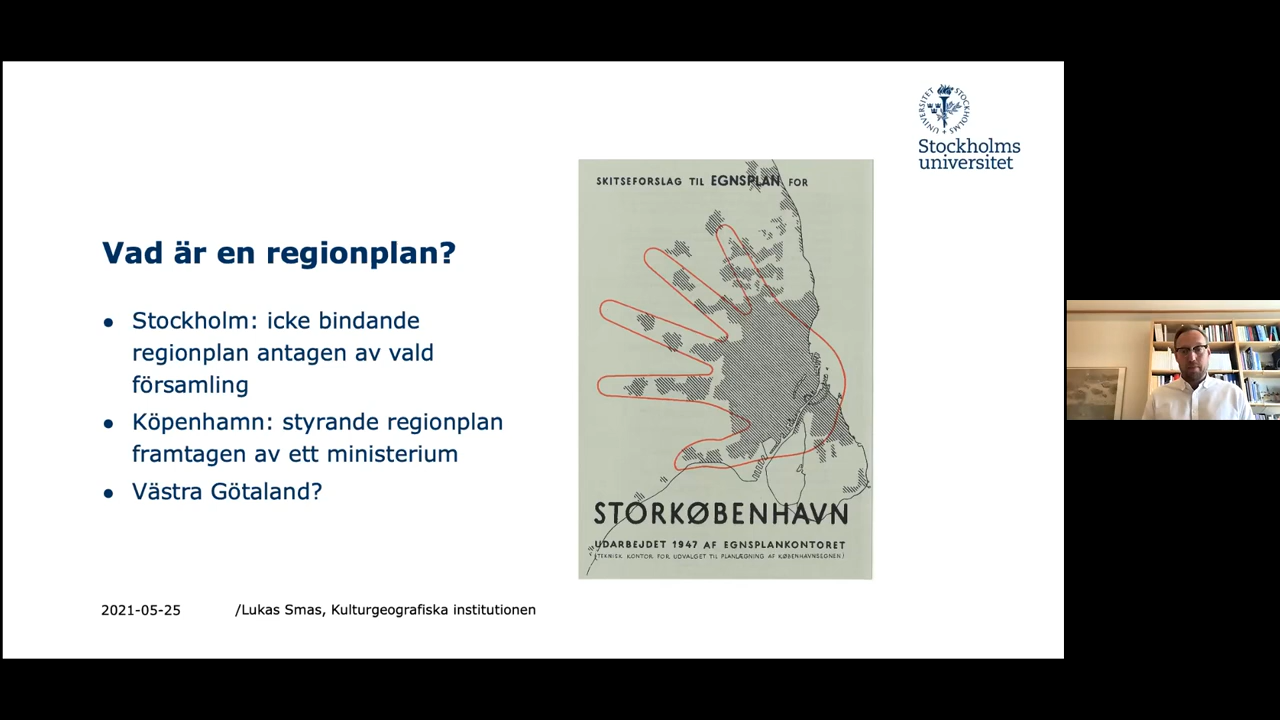 STOCKHOLMS UNIVERSITET
Stockholms
universitet
Vad är en regionplan?
● Stockholm: icke bindande
regionplan antagen av vald
församling
● Köpenhamn: styrande regionplan
framtagen av ett ministerium
● Västra Götaland?
SKITSEFORSLAG TIL EGNSPLAN FOR
STORKØBENHAVN
UDARBEJDET 1947 AF EGNSPLANKONTORET
(TEKNISK KONTOR FOR UDVALGET TIL PLANLÆGNING AF KØBENHAVNSEGNEN)
2021-05-25 /Lukas Smas, Kulturgeografiska institutionen